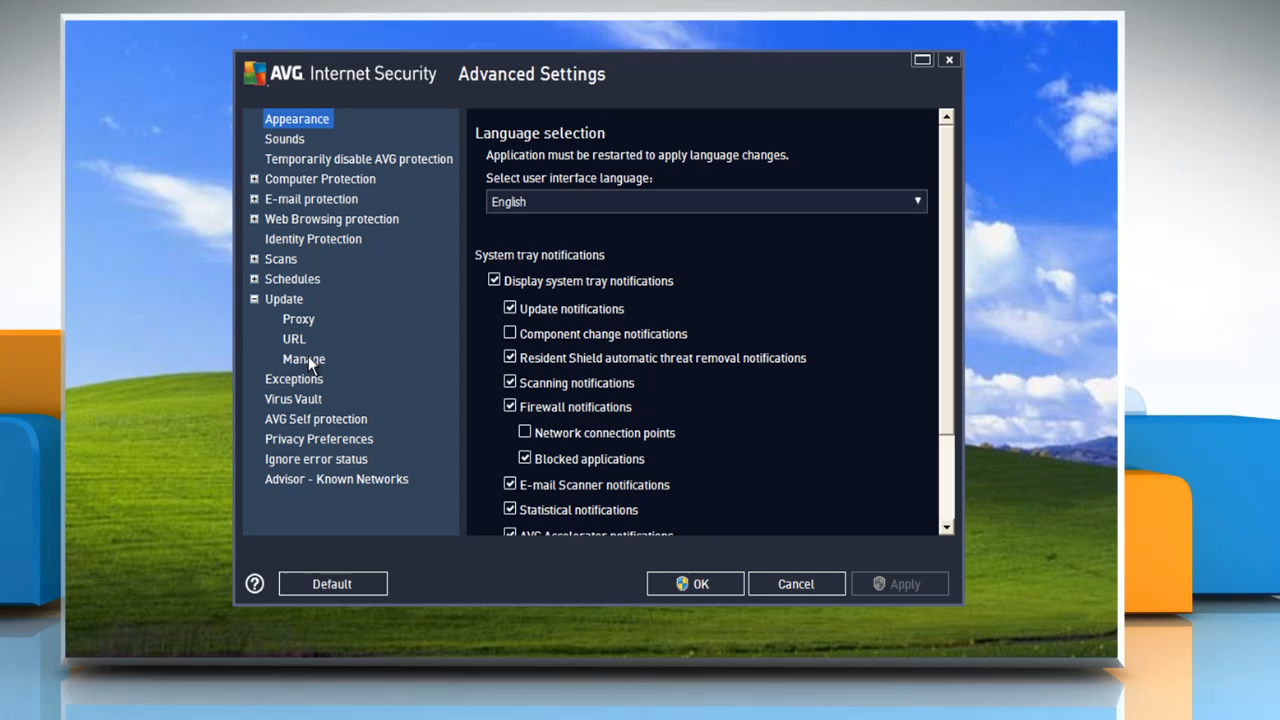 AVG. Internet Security Advanced Settings
Appearance
Sounds
Temporarily disable AVG protection
Computer Protection
E-mail protection
Web Browsing protection
Identity Protection
Scans
Schedules
Update
Proxy
URL
Manage
Exceptions
Virus Vault
AVG Self protection
Privacy Preferences
Ignore error status
Advisor - Known Networks
Language selection
Application must be restarted to apply language changes.
Select user interface language:
English
System tray notifications
Display system tray notifications
Update notifications
Component change notifications
Resident Shield automatic threat removal notifications
Scanning notifications
Firewall notifications
Network connection points
Blocked applications
E-mail Scanner notifications
Statistical notifications
AVG Accelerator notifications
? Default OK Cancel Apply